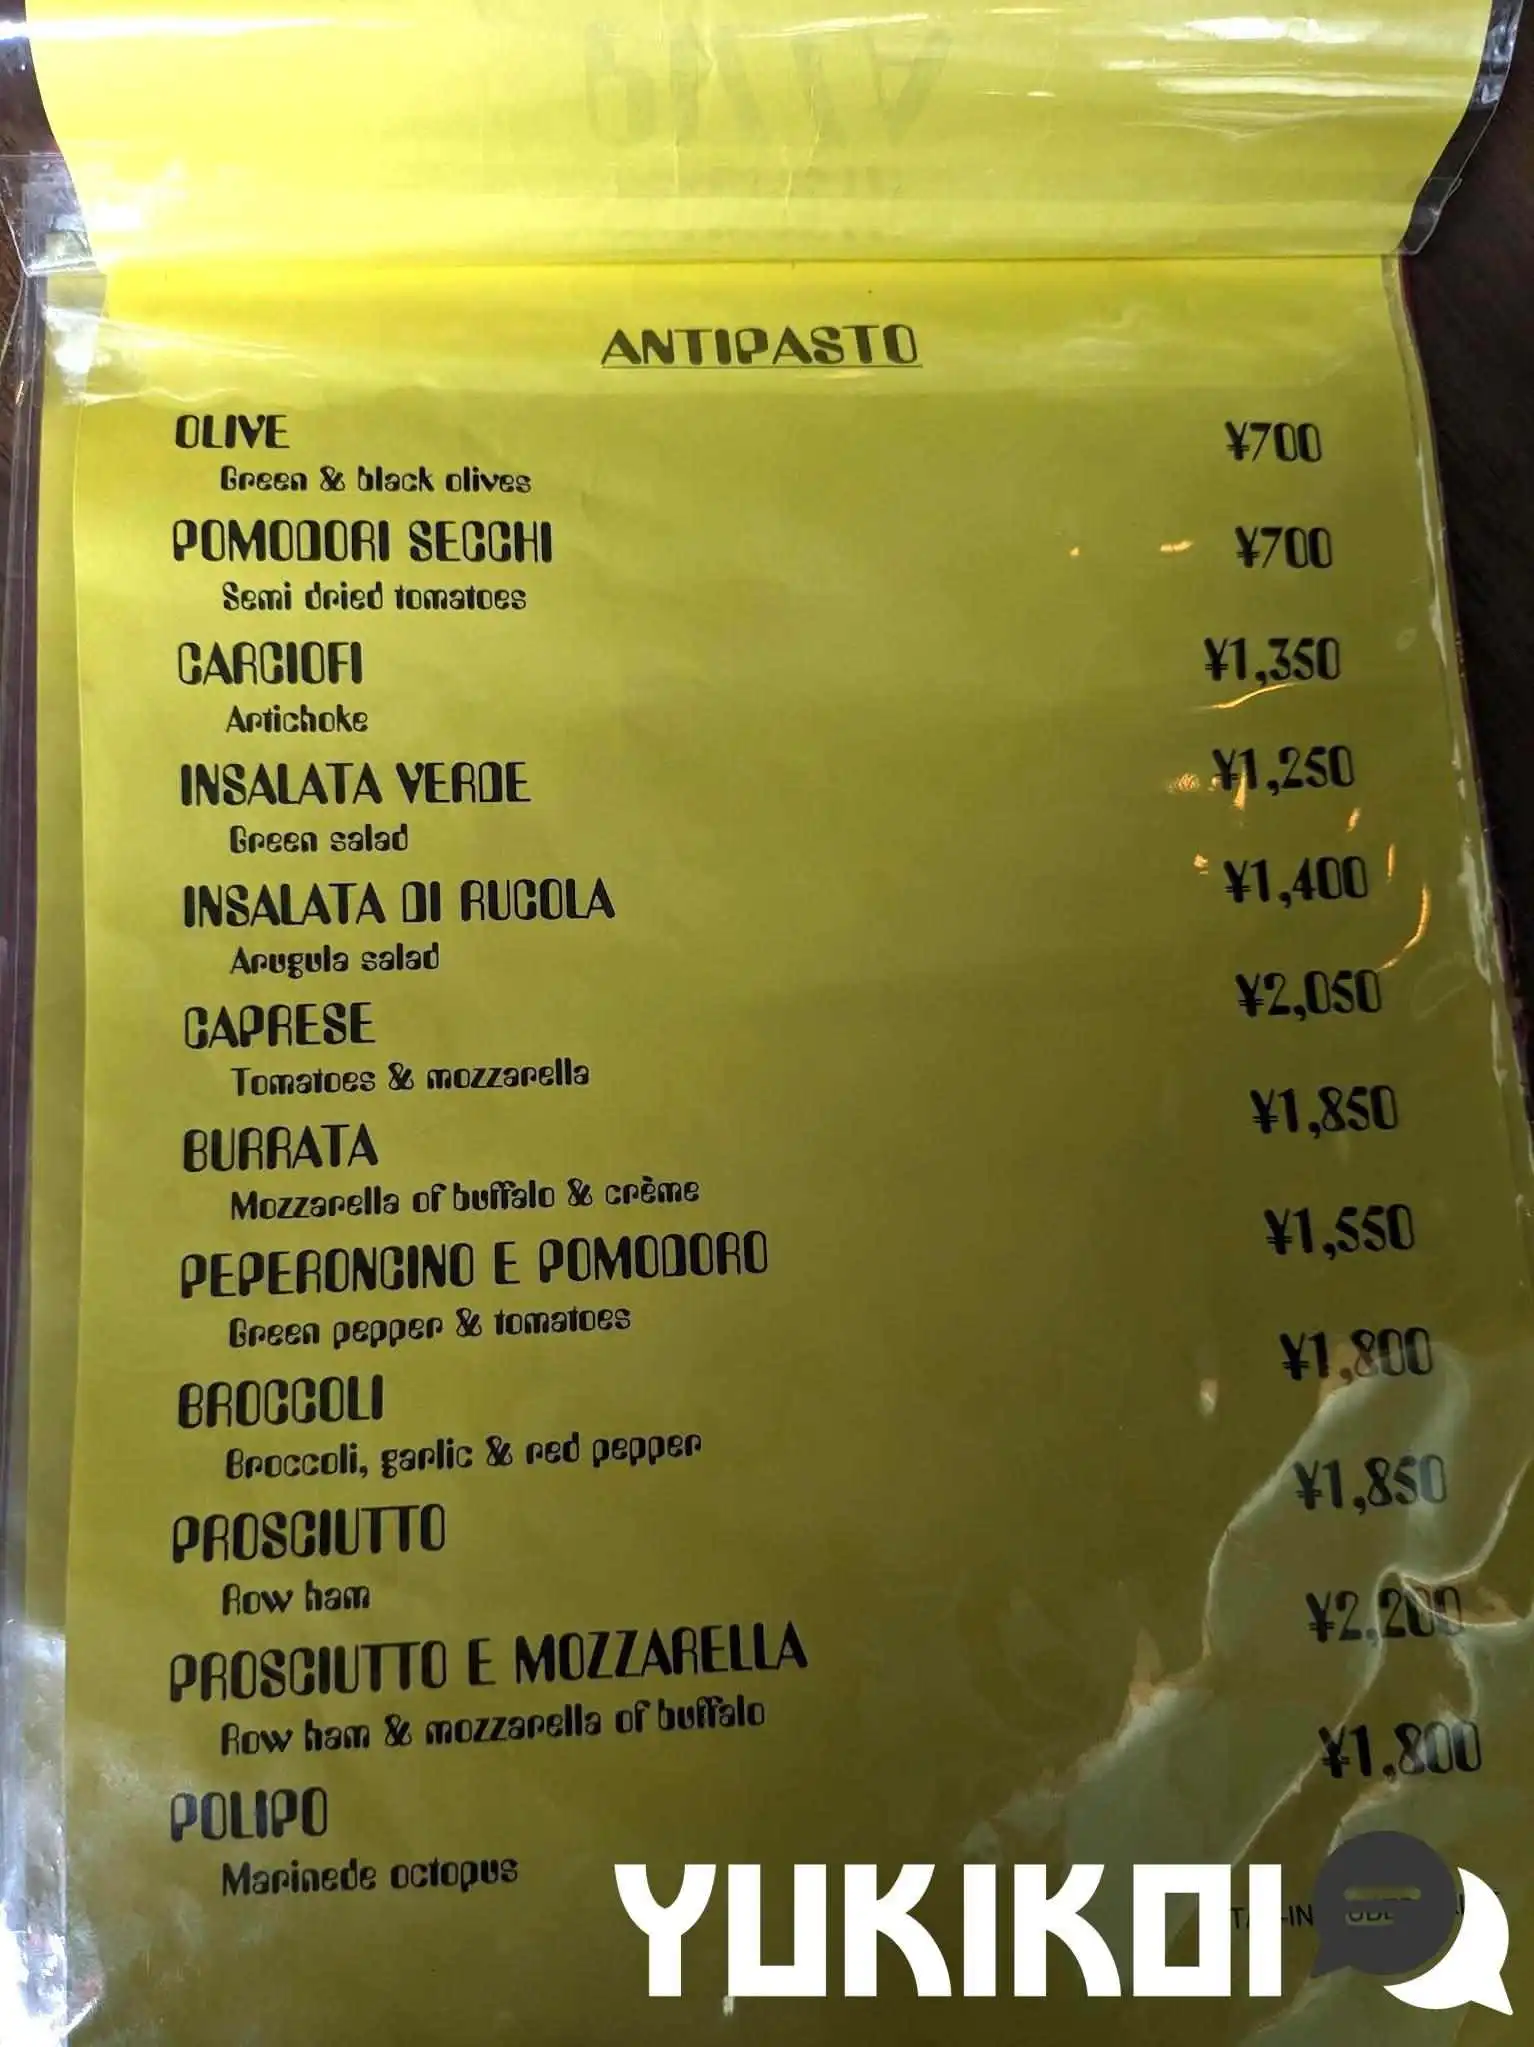 ANTIPASTO
OLIVE ¥700
Green & black olives
POMODORI SECCHI ¥700
Semi dried tomatoes
CARCIOFI ¥1,350
Artichoke
INSALATA VERDE ¥1,250
Green salad
INSALATA DI RUCOLA ¥1,400
Arugula salad
CAPRESE ¥2,050
Tomatoes & mozzarella
BURRATA ¥1,850
Mozzarella of buffalo & crème
PEPERONCINO E POMODORO ¥1,550
Green pepper & tomatoes
BROCCOLI ¥1,800
Broccoli, garlic & red pepper
PROSCIUTTO ¥1,850
Row ham
PROSCIUTTO E MOZZARELLA ¥2,200
Row ham & mozzarella of buffalo
POLIPO ¥1,800
Marinede octopus
YUKIKOI